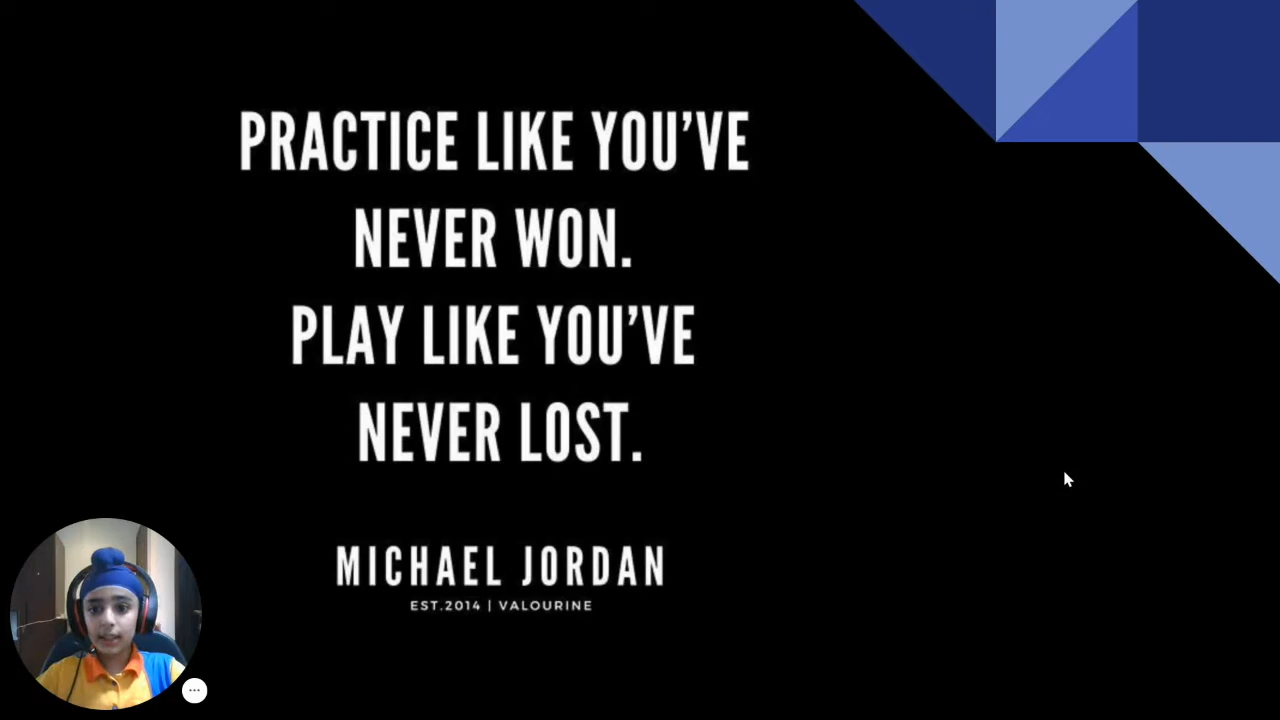 PRACTICE LIKE YOU’VE
NEVER WON.
PLAY LIKE YOU’VE
NEVER LOST.
MICHAEL JORDAN
EST.2014 | VALOURINE